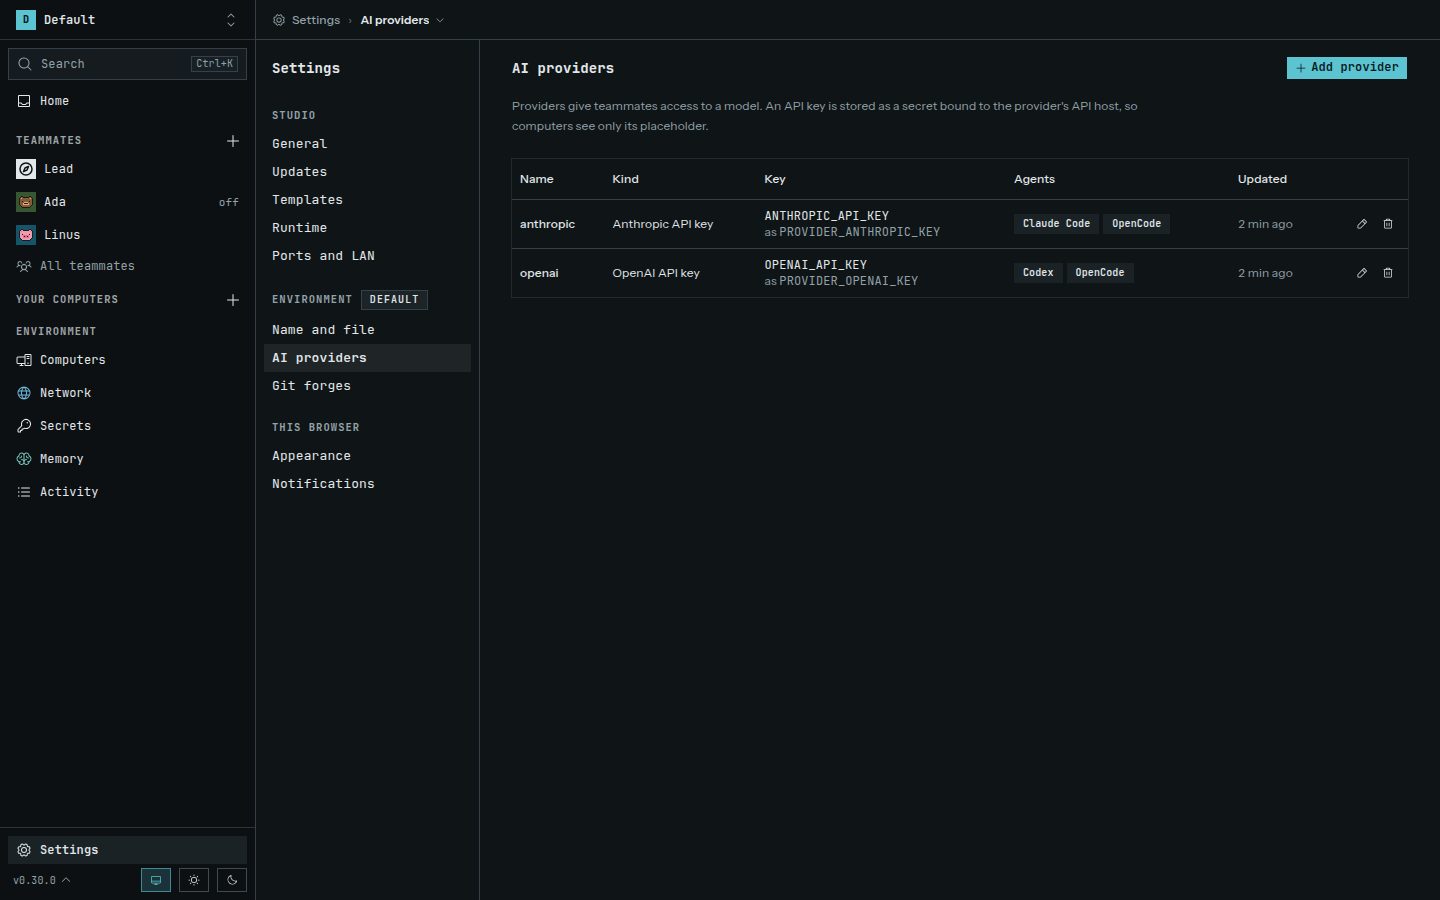 D Default
Search Ctrl+K
Home
TEAMMATES
Lead
Ada off
Linus
All teammates
YOUR COMPUTERS
ENVIRONMENT
Computers
Network
Secrets
Memory
Activity
Settings
v0.30.0
Settings › AI providers
Settings
STUDIO
General
Updates
Templates
Runtime
Ports and LAN
ENVIRONMENT DEFAULT
Name and file
AI providers
Git forges
THIS BROWSER
Appearance
Notifications
AI providers
+ Add provider
Providers give teammates access to a model. An API key is stored as a secret bound to the provider's API host, so
computers see only its placeholder.
Name Kind Key Agents Updated
anthropic Anthropic API key ANTHROPIC_API_KEY Claude Code OpenCode 2 min ago
as PROVIDER_ANTHROPIC_KEY
openai OpenAI API key OPENAI_API_KEY Codex OpenCode 2 min ago
as PROVIDER_OPENAI_KEY